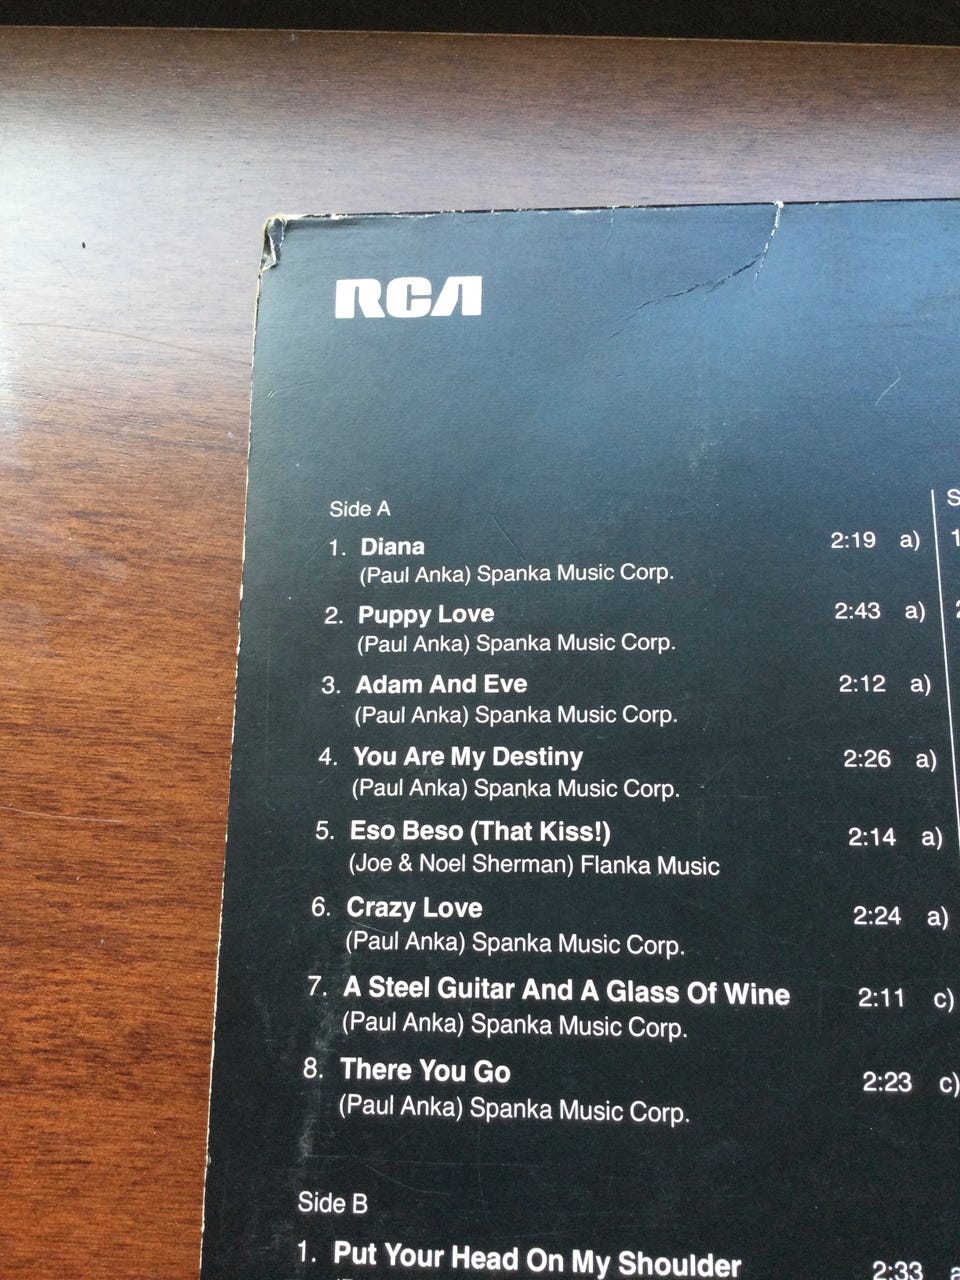 RCA
Side A
1. Diana 2:19 a)
(Paul Anka) Spanka Music Corp.
2. Puppy Love 2:43 a)
(Paul Anka) Spanka Music Corp.
3. Adam And Eve 2:12 a)
(Paul Anka) Spanka Music Corp.
4. You Are My Destiny 2:26 a)
(Paul Anka) Spanka Music Corp.
5. Eso Beso (That Kiss!) 2:14 a)
(Joe & Noel Sherman) Flanka Music
6. Crazy Love 2:24 a)
(Paul Anka) Spanka Music Corp.
7. A Steel Guitar And A Glass Of Wine 2:11 c)
(Paul Anka) Spanka Music Corp.
8. There You Go 2:23 c)
(Paul Anka) Spanka Music Corp.
Side B
1. Put Your Head On My Shoulder 2:33